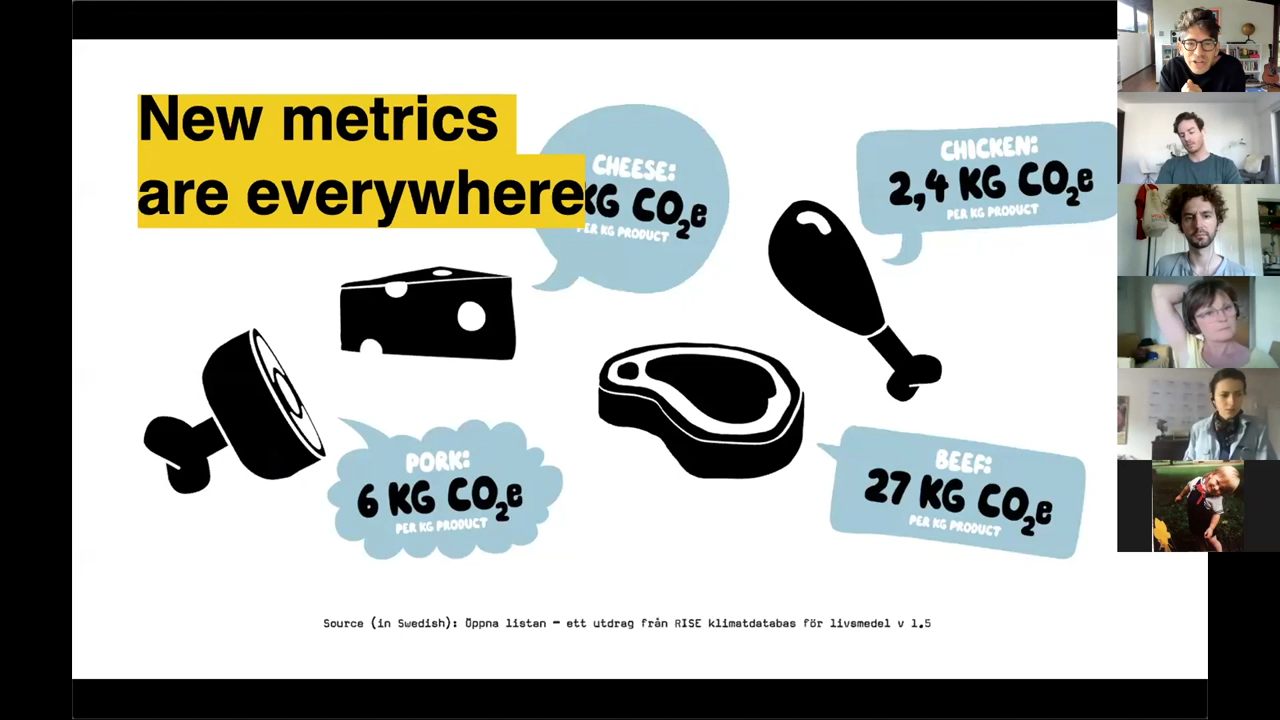 New metrics
are everywhere
CHEESE:
KG CO2e
PER KG PRODUCT
CHICKEN:
2,4 KG CO2e
PER KG PRODUCT
PORK:
6 KG CO2e
PER KG PRODUCT
BEEF:
27 KG CO2e
PER KG PRODUCT
Source (in Swedish): Öppna listan – ett utdrag från RISE klimatdatabas för livsmedel v 1.5